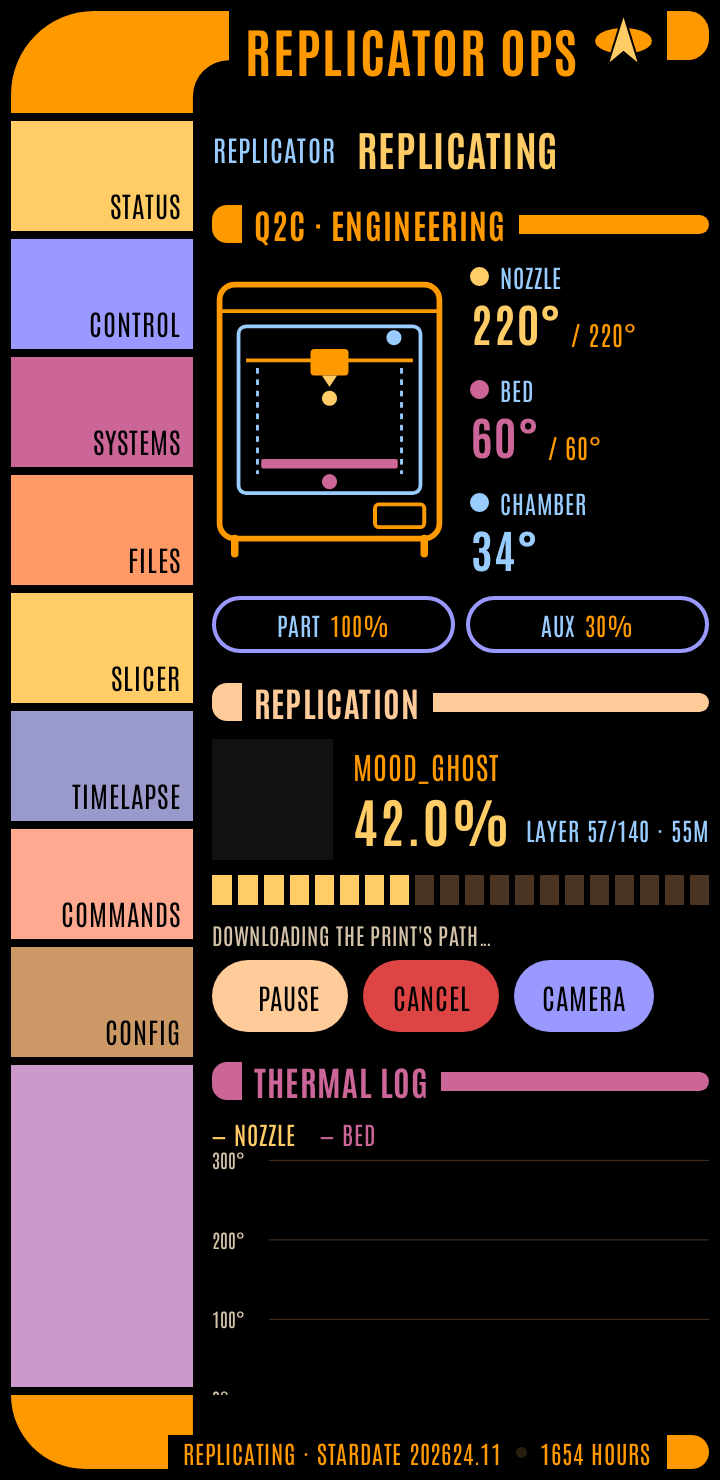 REPLICATOR OPS
REPLICATOR REPLICATING
STATUS
CONTROL
SYSTEMS
FILES
SLICER
TIMELAPSE
COMMANDS
CONFIG
Q2C · ENGINEERING
NOZZLE
220° / 220°
BED
60° / 60°
CHAMBER
34°
PART 100%
AUX 30%
REPLICATION
MOOD_GHOST
42.0% LAYER 57/140 · 55M
DOWNLOADING THE PRINT'S PATH…
PAUSE CANCEL CAMERA
THERMAL LOG
— NOZZLE — BED
300°
200°
100°
REPLICATING · STARDATE 202624.11 1654 HOURS